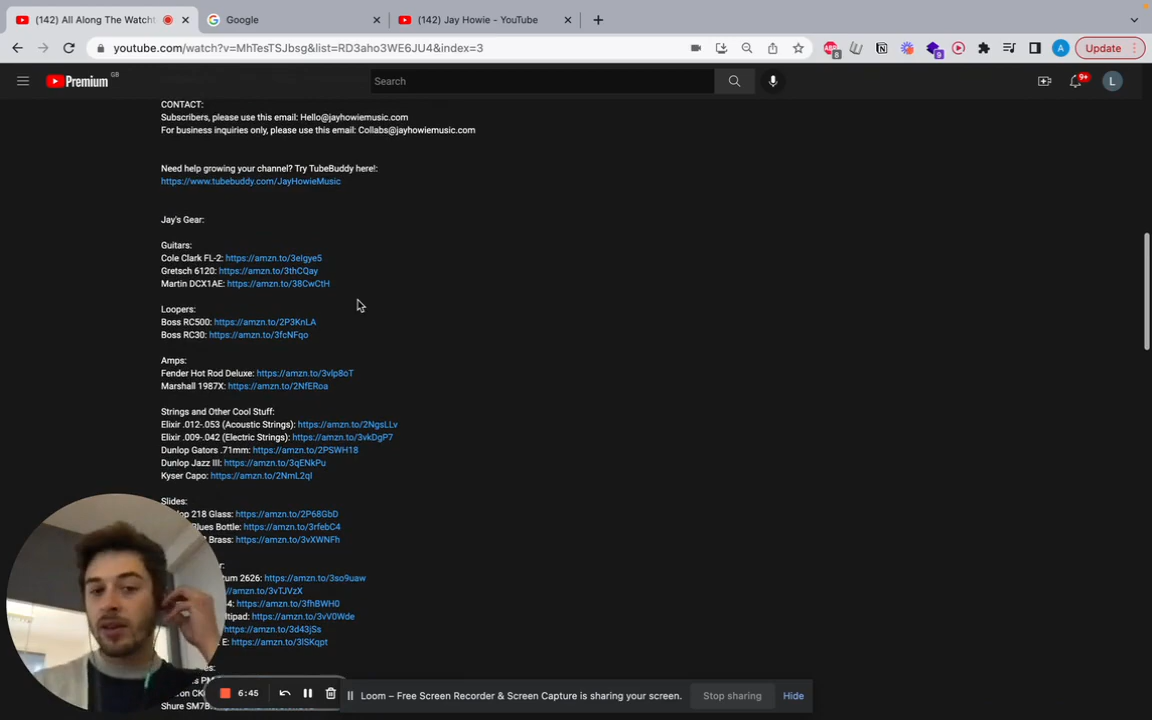 (142) All Along The Watcht
Google
(142) Jay Howie - YouTube
youtube.com/watch?v=MhTesTSJbsg&list=RD3aho3WE6JU4&index=3
Update
Premium GB
Search
9+
L
A
CONTACT:
Subscribers, please use this email: Hello@jayhowiemusic.com
For business inquiries only, please use this email: Collabs@jayhowiemusic.com
Need help growing your channel? Try TubeBuddy here!:
https://www.tubebuddy.com/JayHowieMusic
Jay's Gear:
Guitars:
Cole Clark FL-2: https://amzn.to/3elgye5
Gretsch 6120: https://amzn.to/3thCQay
Martin DCX1AE: https://amzn.to/38CwCtH
Loopers:
Boss RC500: https://amzn.to/2P3KnLA
Boss RC30: https://amzn.to/3fcNFqo
Amps:
Fender Hot Rod Deluxe: https://amzn.to/3vlp8oT
Marshall 1987X: https://amzn.to/2NfERoa
Strings and Other Cool Stuff:
Elixir .012-.053 (Acoustic Strings): https://amzn.to/2NgsLLv
Elixir .009-.042 (Electric Strings): https://amzn.to/3vkDgP7
Dunlop Gators .71mm: https://amzn.to/2PSWH18
Dunlop Jazz III: https://amzn.to/3qENkPu
Kyser Capo: https://amzn.to/2NmL2qI
Slides:
218 Glass: https://amzn.to/2P68GbD
Blues Bottle: https://amzn.to/3rfebC4
Brass: https://amzn.to/3vXWNFh
2626: https://amzn.to/3so9uaw
amzn.to/3vTJVzX
https://amzn.to/3fhBWH0
https://amzn.to/3vV0Wde
https://amzn.to/3d43jSs
E: https://amzn.to/3lSKqpt
Shure SM7B:
6:45
Loom – Free Screen Recorder & Screen Capture is sharing your screen.
Stop sharing
Hide